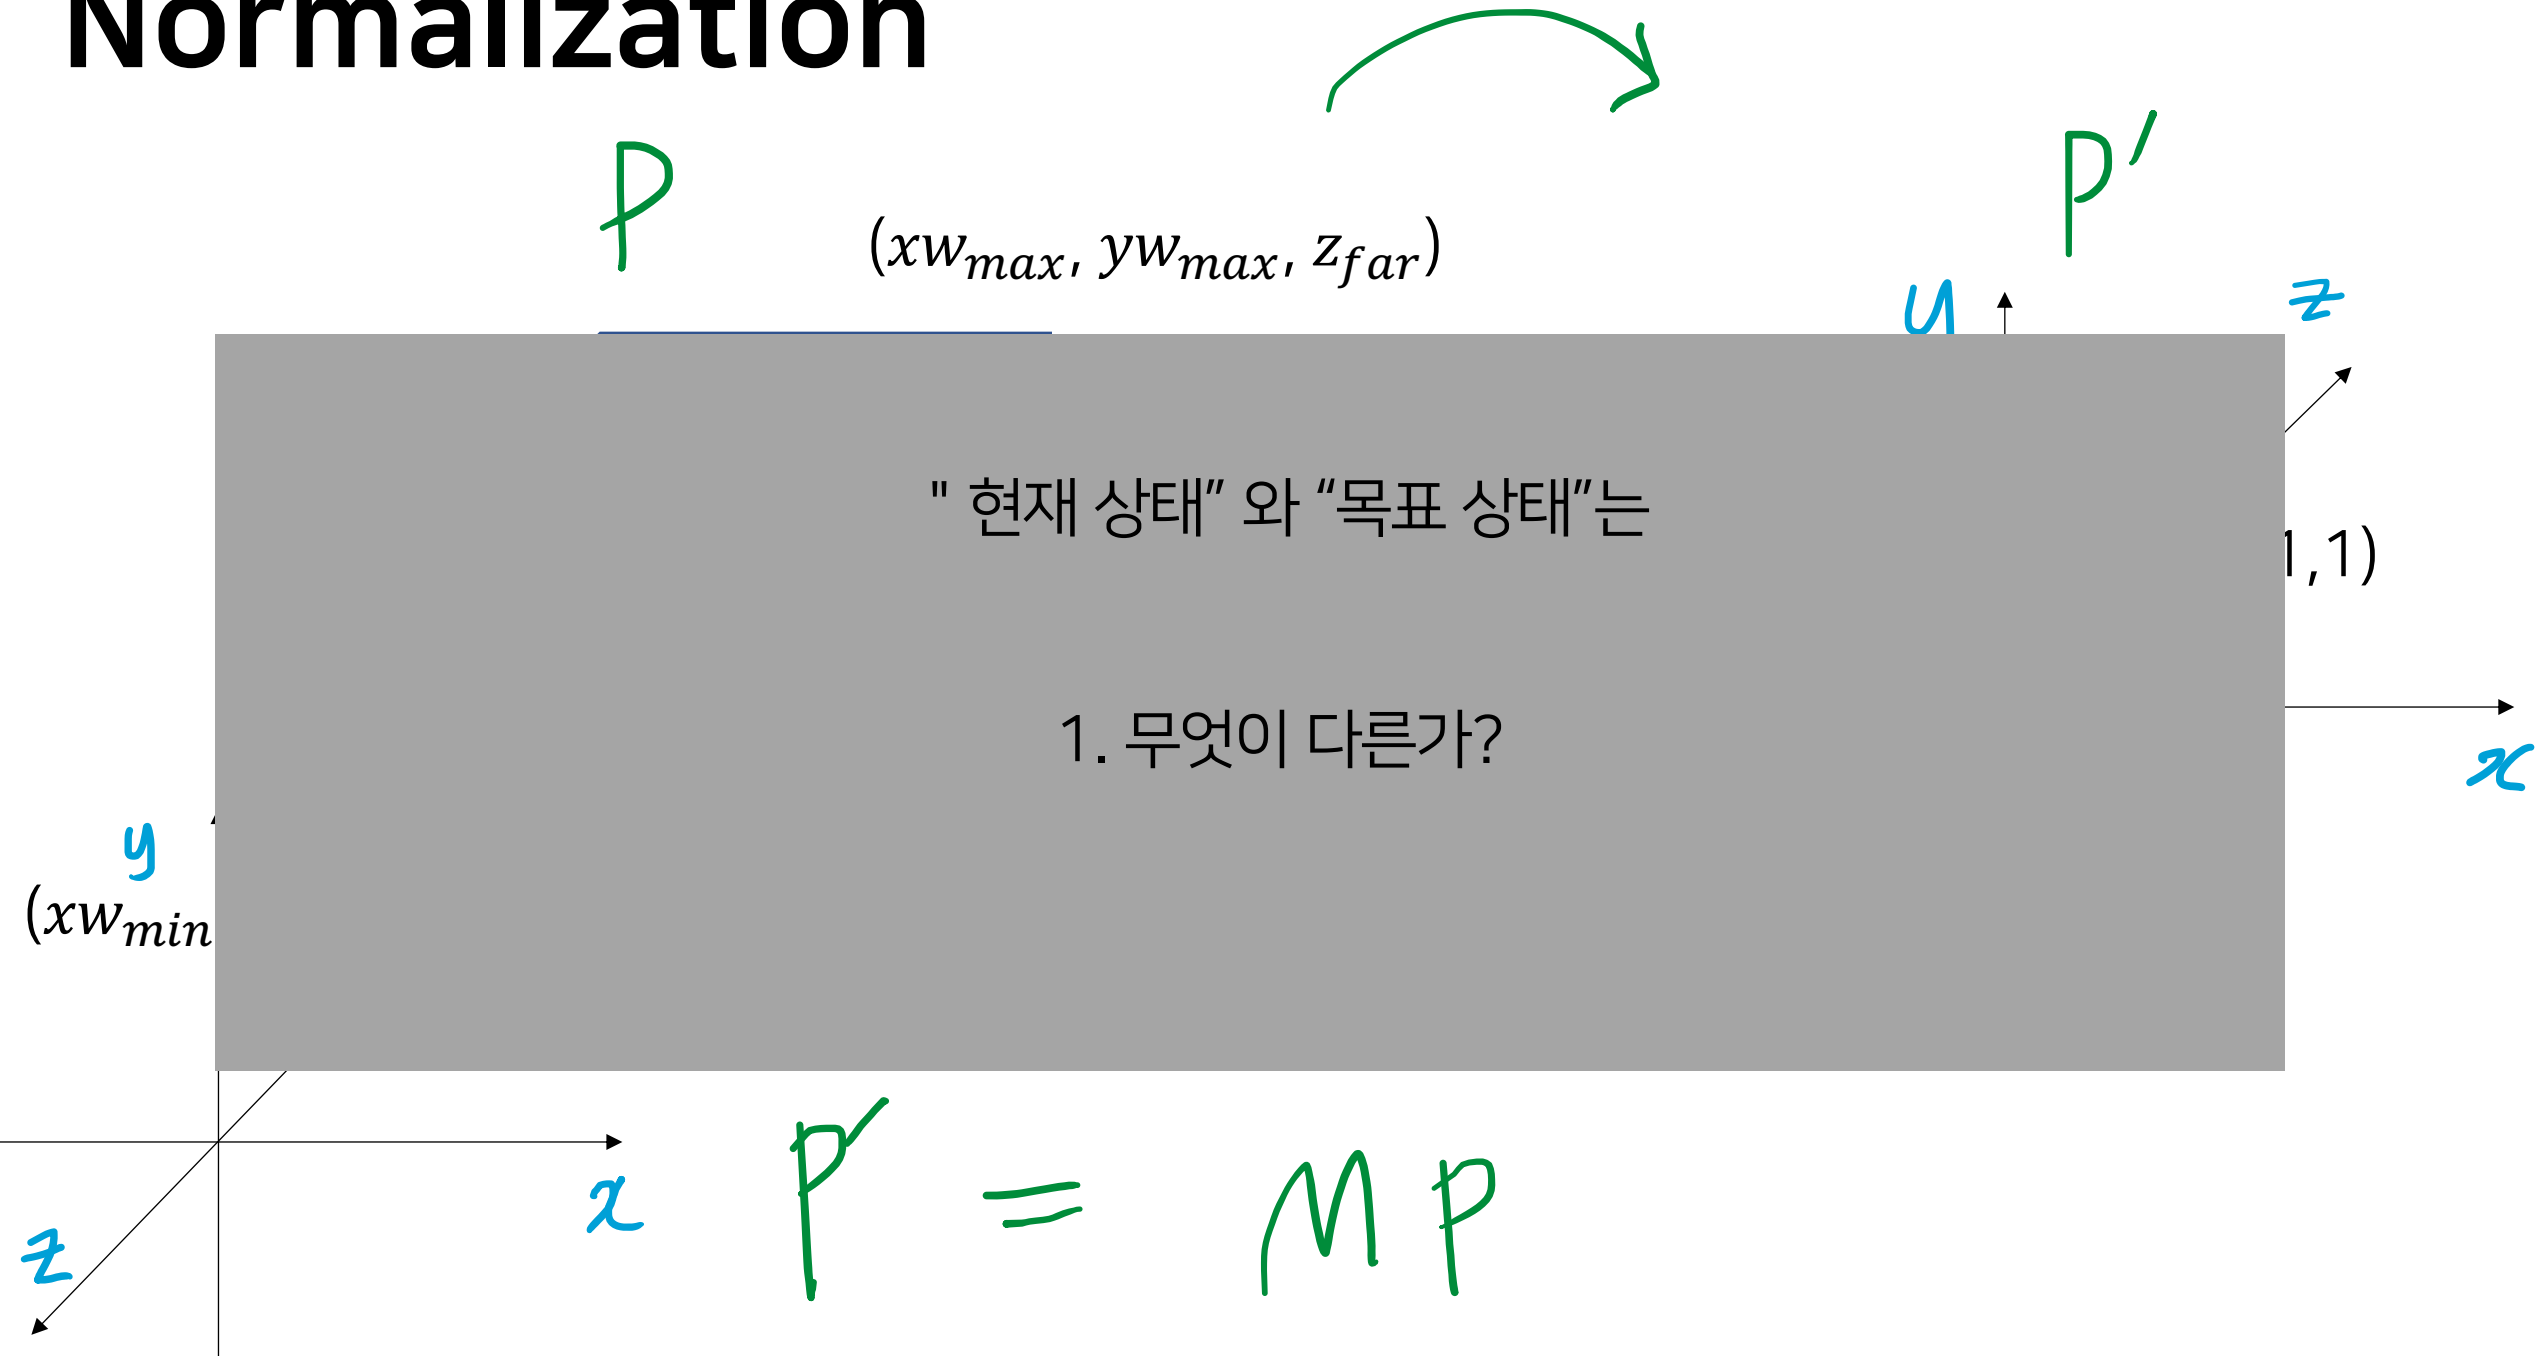 Normalization
P
P'
(xw_max, yw_max, z_far)
y
z
" 현재 상태” 와 “목표 상태”는
1,1)
1. 무엇이 다른가?
x
y
(xw_min
x
z
P' = M P